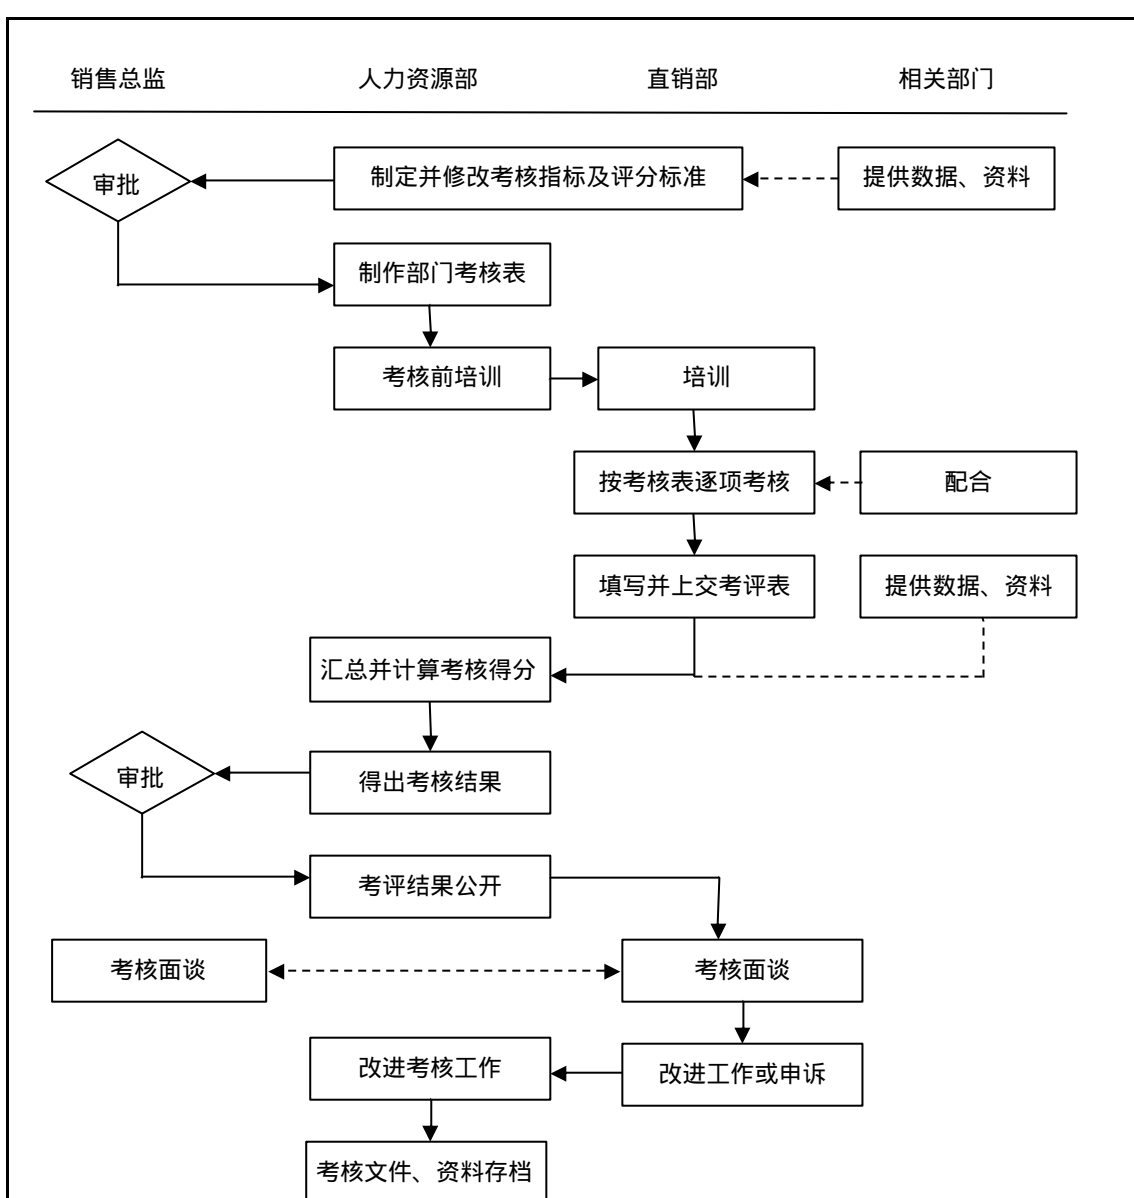 销售总监 人力资源部 直销部 相关部门
审批 制定并修改考核指标及评分标准 提供数据、资料
制作部门考核表
考核前培训 培训
按考核表逐项考核 配合
填写并上交考评表 提供数据、资料
汇总并计算考核得分
审批 得出考核结果
考评结果公开
考核面谈 考核面谈
改进考核工作 改进工作或申诉
考核文件、资料存档